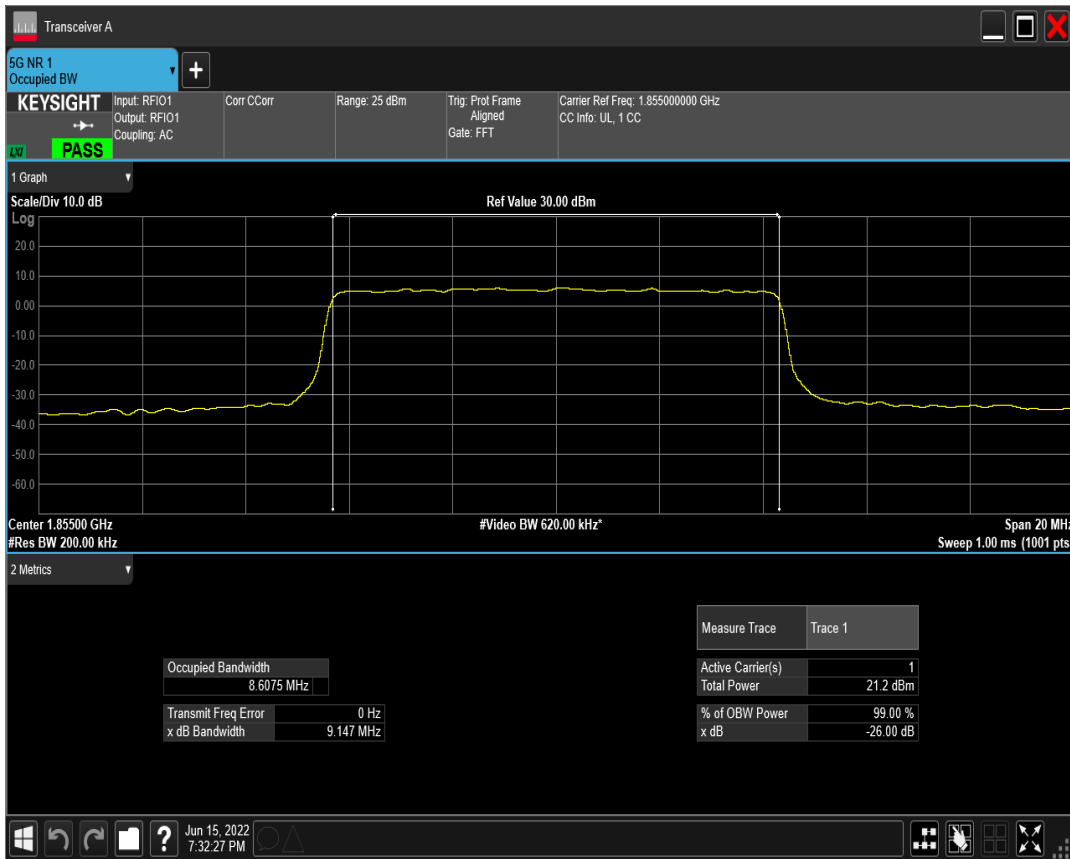 Transceiver A
5G NR 1
Occupied BW
KEYSIGHT
LXI
PASS
Input: RFIO1
Output: RFIO1
Coupling: AC
Corr CCorr
Range: 25 dBm
Trig: Prot Frame
Aligned
Gate: FFT
Carrier Ref Freq: 1.855000000 GHz
CC Info: UL, 1 CC
1 Graph
Scale/Div 10.0 dB
Ref Value 30.00 dBm
Log
20.0
10.0
0.00
-10.0
-20.0
-30.0
-40.0
-50.0
-60.0
Center 1.85500 GHz
#Video BW 620.00 kHz*
Span 20 MHz
#Res BW 200.00 kHz
Sweep 1.00 ms (1001 pts
2 Metrics
Measure Trace Trace 1
Occupied Bandwidth
8.6075 MHz
Active Carrier(s) 1
Total Power 21.2 dBm
Transmit Freq Error 0 Hz
x dB Bandwidth 9.147 MHz
% of OBW Power 99.00 %
x dB -26.00 dB
?
Jun 15, 2022
7:32:27 PM